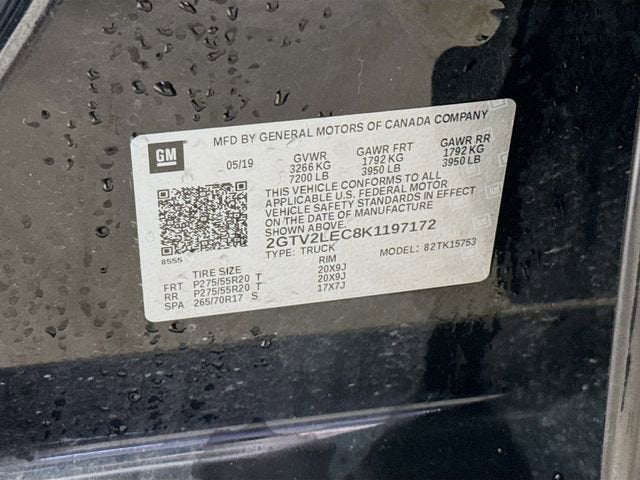 MFD BY GENERAL MOTORS OF CANADA COMPANY
GM
05/19
GVWR GAWR FRT GAWR RR
3266 KG 1792 KG 1792 KG
7200 LB 3950 LB 3950 LB
THIS VEHICLE CONFORMS TO ALL
APPLICABLE U.S. FEDERAL MOTOR
VEHICLE SAFETY STANDARDS IN EFFECT
ON THE DATE OF MANUFACTURE
SHOWN ABOVE.
2GTV2LEC8K1197172
TYPE: TRUCK MODEL: 82TK15753
8555
TIRE SIZE RIM
FRT P275/55R20 T 20X9J
RR P275/55R20 T 20X9J
SPA 265/70R17 S 17X7J